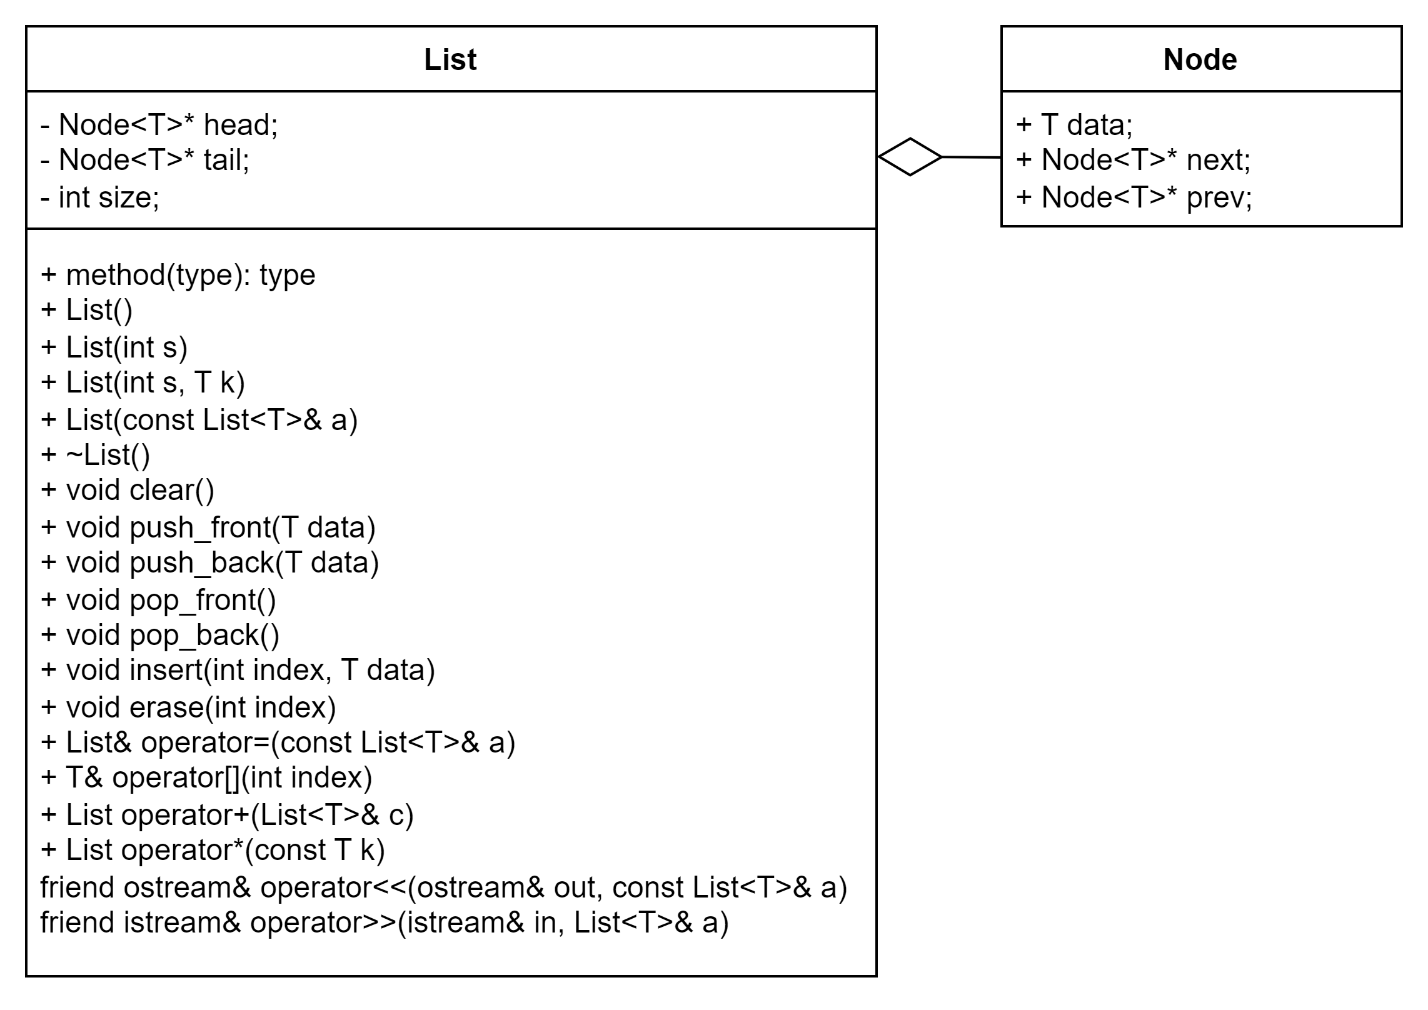 List
- Node<T>* head;
- Node<T>* tail;
- int size;
+ method(type): type
+ List()
+ List(int s)
+ List(int s, T k)
+ List(const List<T>& a)
+ ~List()
+ void clear()
+ void push_front(T data)
+ void push_back(T data)
+ void pop_front()
+ void pop_back()
+ void insert(int index, T data)
+ void erase(int index)
+ List& operator=(const List<T>& a)
+ T& operator[](int index)
+ List operator+(List<T>& c)
+ List operator*(const T k)
friend ostream& operator<<(ostream& out, const List<T>& a)
friend istream& operator>>(istream& in, List<T>& a)
Node
+ T data;
+ Node<T>* next;
+ Node<T>* prev;